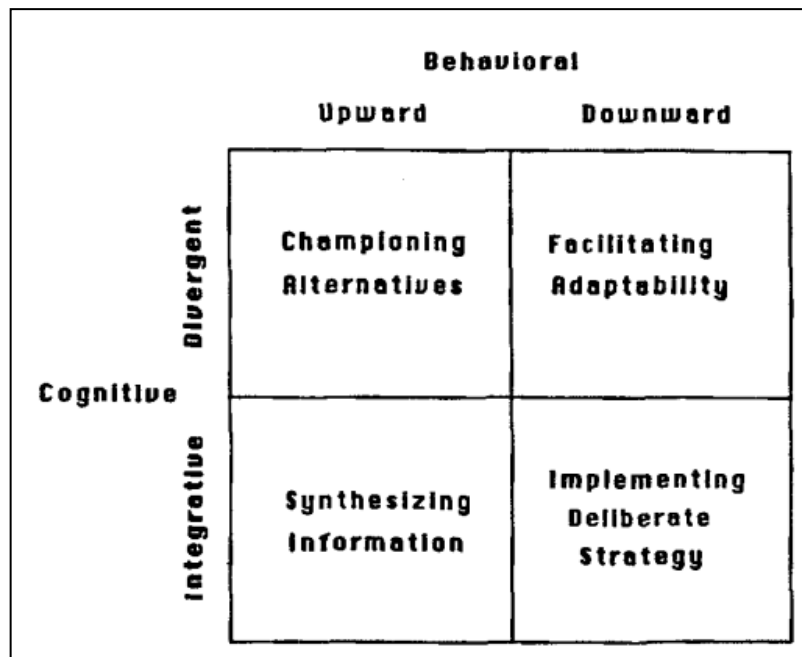 Behavioral
Upward Downward
Divergent
Championing
Alternatives
Facilitating
Adaptability
Cognitive
Integrative
Synthesizing
Information
Implementing
Deliberate
Strategy